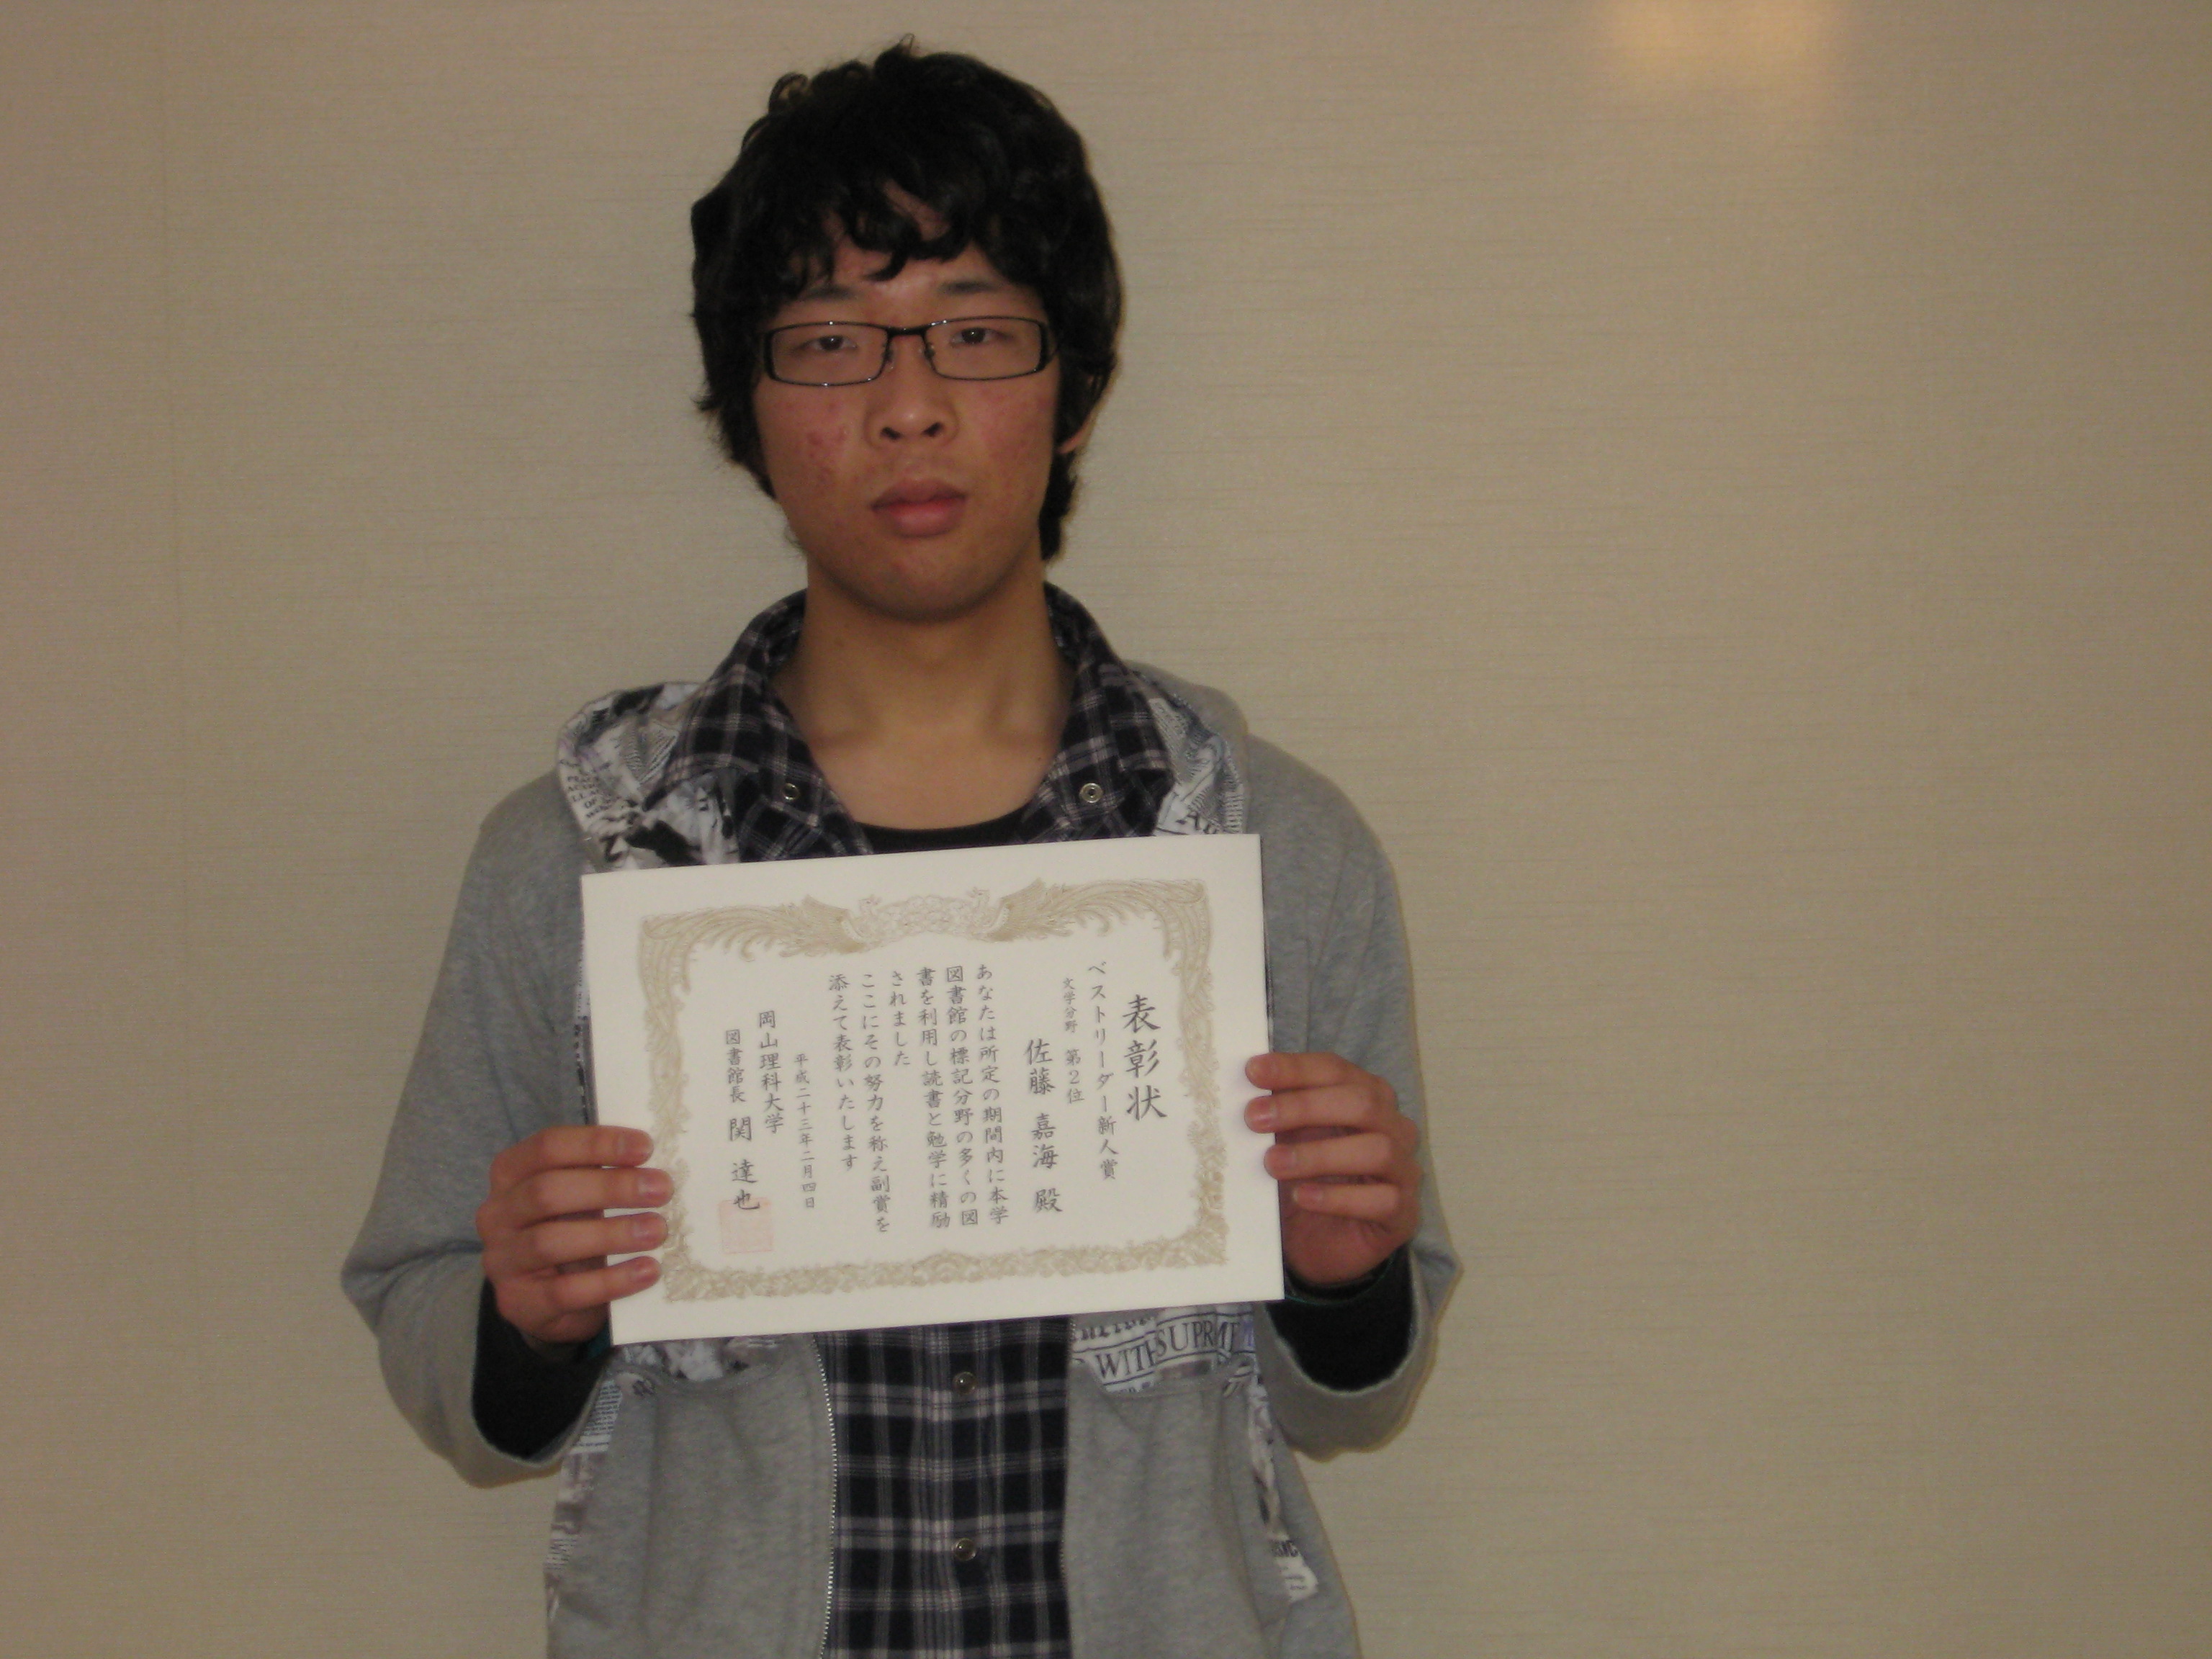 表彰状
ベストリーダー新人賞
文学分野 第2位
佐藤 嘉海 殿
あなたは所定の期間内に本学
図書館の標記分野の多くの図
書を利用し読書と勉学に精励
されました
ここにその努力を称え副賞を
添えて表彰いたします
平成二十三年二月四日
岡山理科大学
図書館長 関 達也
WITH SUPREME